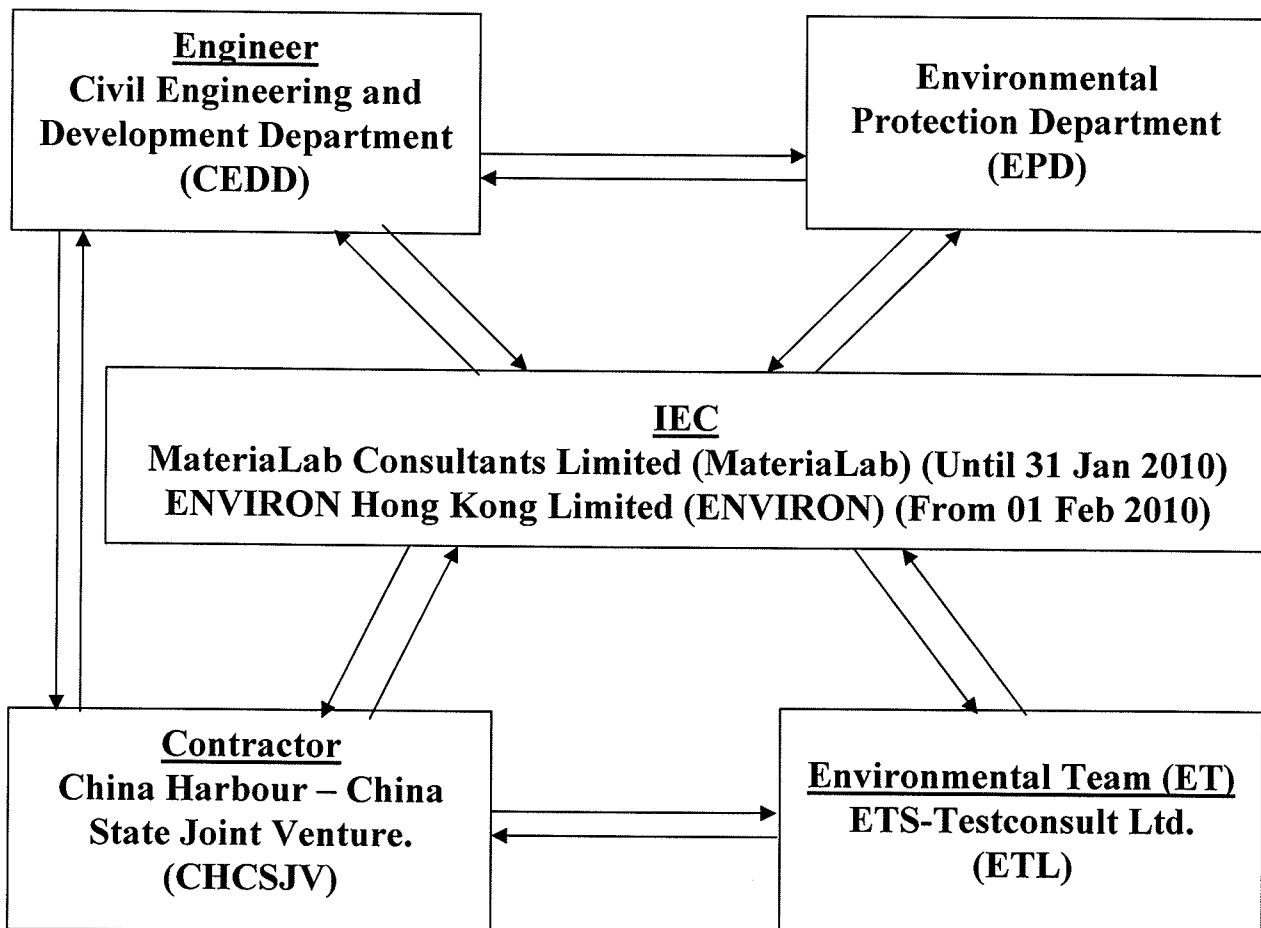 Engineer
Civil Engineering and
Development Department
(CEDD)
Environmental
Protection Department
(EPD)
IEC
MateriaLab Consultants Limited (MateriaLab) (Until 31 Jan 2010)
ENVIRON Hong Kong Limited (ENVIRON) (From 01 Feb 2010)
Contractor
China Harbour – China
State Joint Venture.
(CHCSJV)
Environmental Team (ET)
ETS-Testconsult Ltd.
(ETL)